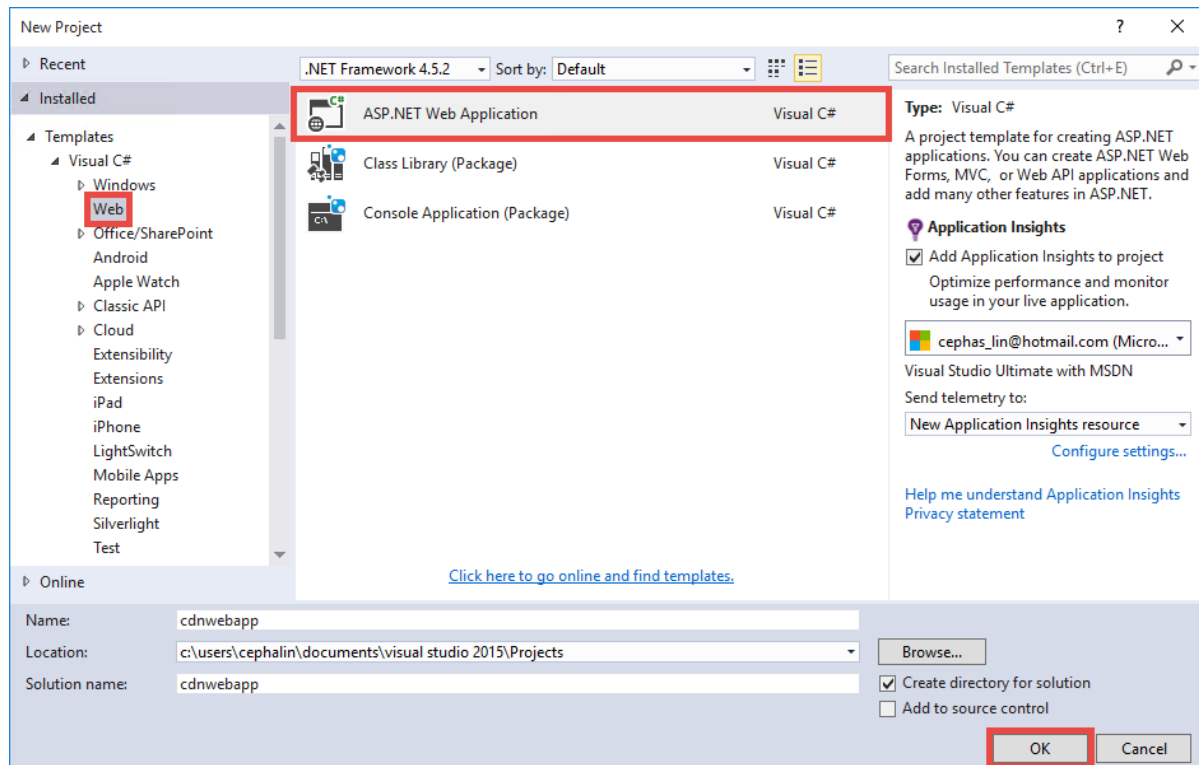 New Project
Recent
.NET Framework 4.5.2 Sort by: Default
Search Installed Templates (Ctrl+E)
Installed
Templates
Visual C#
Windows
Web
Office/SharePoint
Android
Apple Watch
Classic API
Cloud
Extensibility
Extensions
iPad
iPhone
LightSwitch
Mobile Apps
Reporting
Silverlight
Test
Online
C# ASP.NET Web Application Visual C#
Class Library (Package) Visual C#
C:\ Console Application (Package) Visual C#
Click here to go online and find templates.
Type: Visual C#
A project template for creating ASP.NET
applications. You can create ASP.NET Web
Forms, MVC, or Web API applications and
add many other features in ASP.NET.
Application Insights
Add Application Insights to project
Optimize performance and monitor
usage in your live application.
cephas_lin@hotmail.com (Micro...
Visual Studio Ultimate with MSDN
Send telemetry to:
New Application Insights resource
Configure settings...
Help me understand Application Insights
Privacy statement
Name: cdnwebapp
Location: c:\users\cephalin\documents\visual studio 2015\Projects
Browse...
Solution name: cdnwebapp
Create directory for solution
Add to source control
OK Cancel